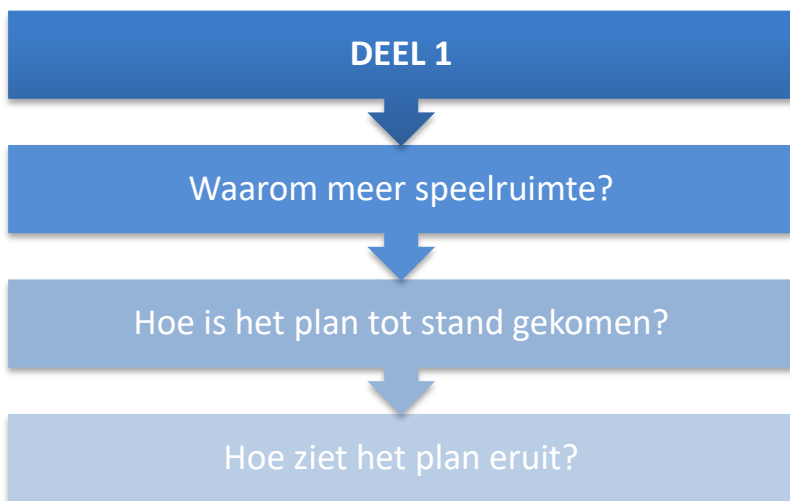 DEEL 1
Waarom meer speelruimte?
Hoe is het plan tot stand gekomen?
Hoe ziet het plan eruit?